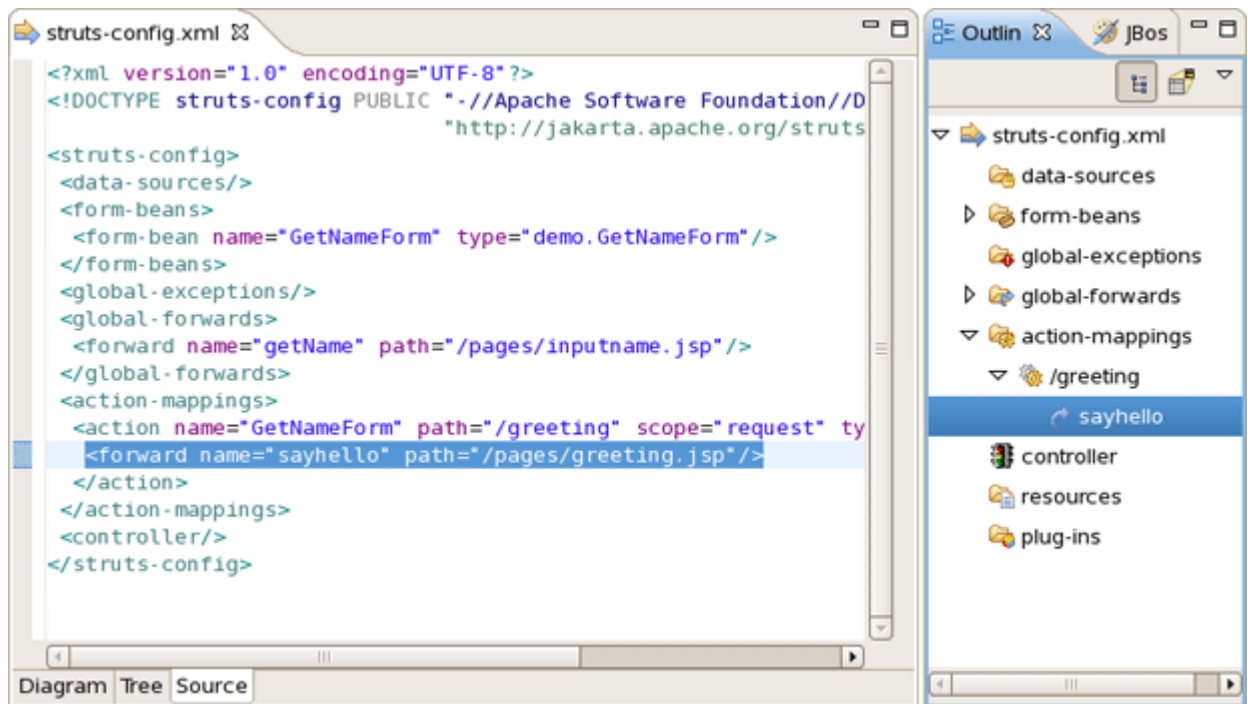 struts-config.xml
<?xml version="1.0" encoding="UTF-8"?>
<!DOCTYPE struts-config PUBLIC "-//Apache Software Foundation//D
"http://jakarta.apache.org/struts
<struts-config>
<data-sources/>
<form-beans>
<form-bean name="GetNameForm" type="demo.GetNameForm"/>
</form-beans>
<global-exceptions/>
<global-forwards>
<forward name="getName" path="/pages/inputname.jsp"/>
</global-forwards>
<action-mappings>
<action name="GetNameForm" path="/greeting" scope="request" ty
<forward name="sayhello" path="/pages/greeting.jsp"/>
</action>
</action-mappings>
<controller/>
</struts-config>
Diagram Tree Source
Outlin JBos
struts-config.xml
data-sources
form-beans
global-exceptions
global-forwards
action-mappings
/greeting
sayhello
controller
resources
plug-ins